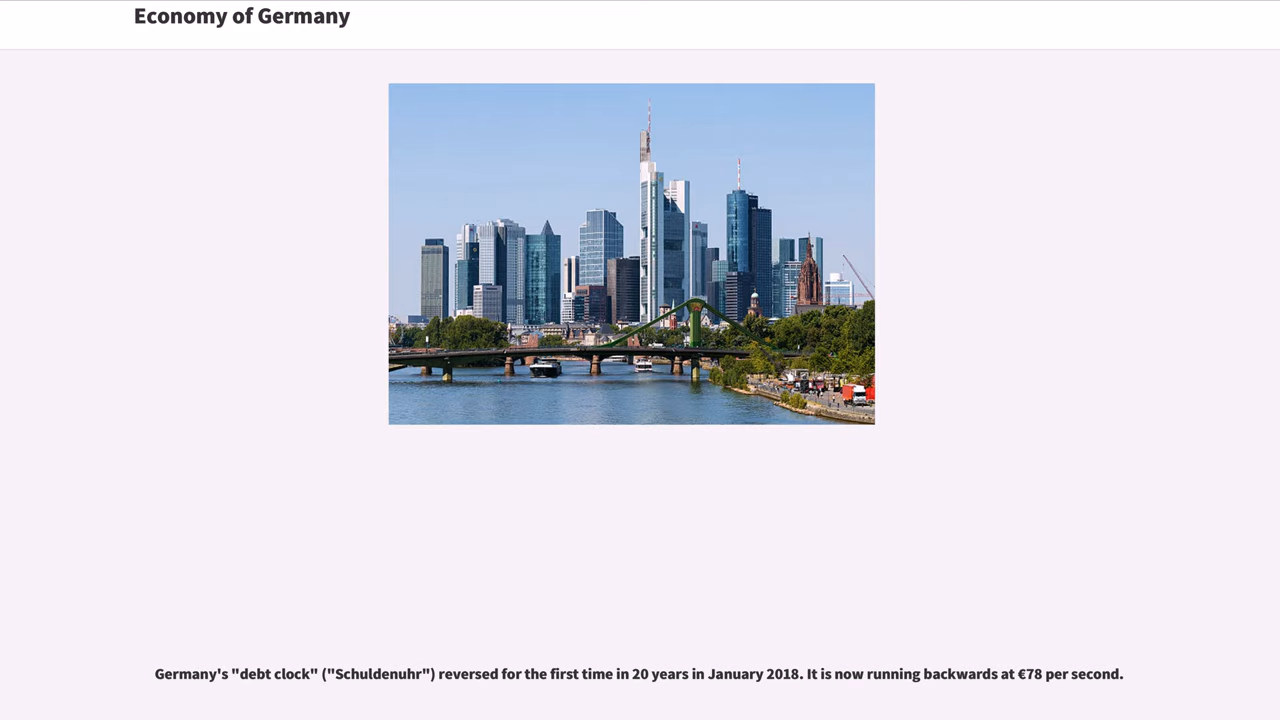 Economy of Germany
Germany's "debt clock" ("Schuldenuhr") reversed for the first time in 20 years in January 2018. It is now running backwards at €78 per second.